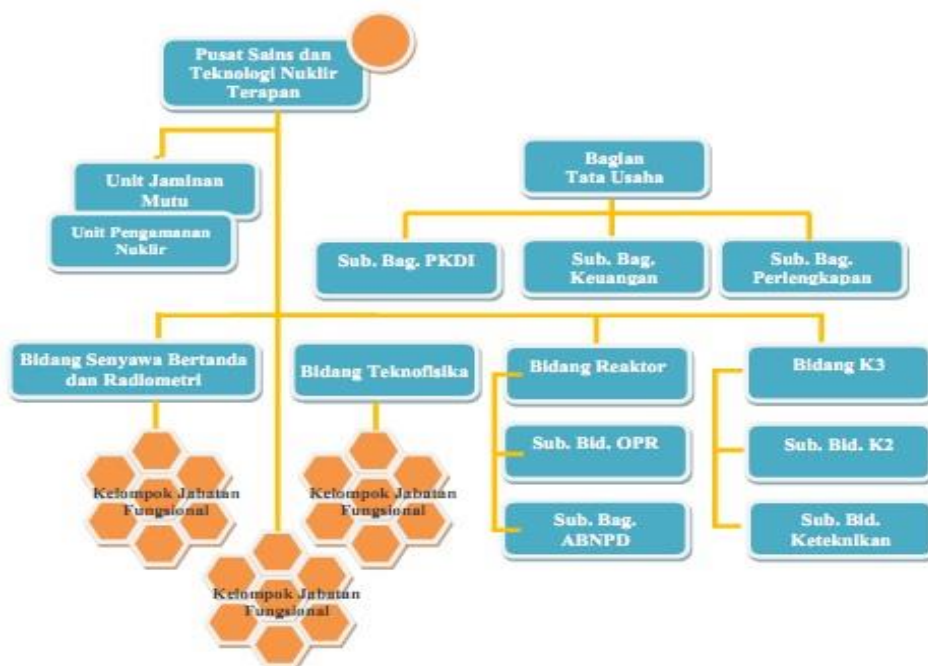 Pusat Sains dan
Teknologi Nuklir
Terapan
Unit Jaminan
Mutu
Unit Pengamanan
Nuklir
Bagian
Tata Usaha
Sub. Bag. PKDI
Sub. Bag.
Keuangan
Sub. Bag.
Perlengkapan
Bidang Senyawa Bertanda
dan Radiometri
Bidang Teknofisika
Bidang Reaktor
Bidang K3
Sub. Bid. OPR
Sub. Bid. K2
Sub. Bag.
ABNPD
Sub. Bid.
Keteknikan
Kelompok Jabatan
Fungsional
Kelompok Jabatan
Fungsional
Kelompok Jabatan
Fungsional